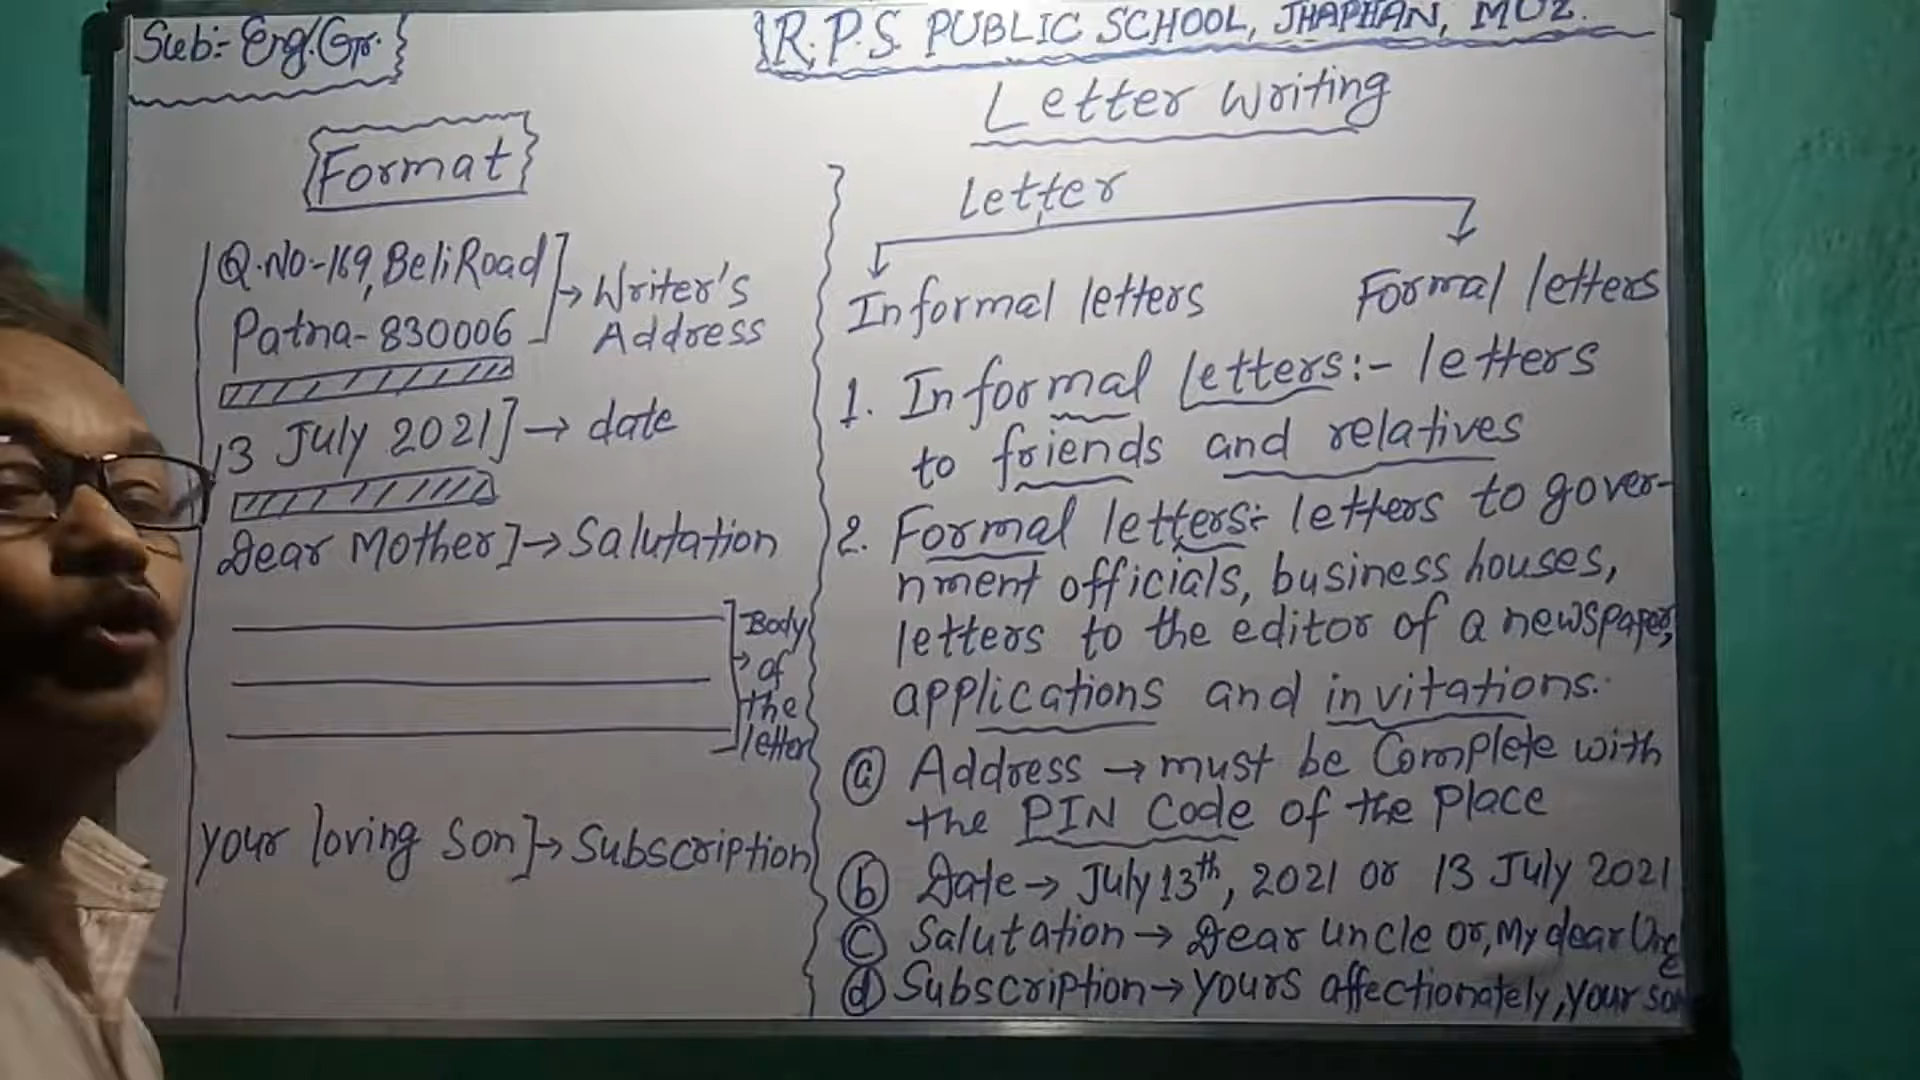 Sub:- Eng.Gr.
R.P.S. PUBLIC SCHOOL, JHAPHAN, MUZ.
Letter Writing
Format
Q.No:-169, Beli Road
Patna-830006
→ Writer's
Address
13 July 2021] → date
Dear Mother] → Salutation
Body
→ of
the
letter
Your loving Son] → Subscription
Letter
Informal letters
Formal letters
1. Informal letters:- letters
to friends and relatives
2. Formal letters:- letters to gover-
nment officials, business houses,
letters to the editor of a newspaper,
applications and invitations.
(a) Address → must be Complete with
the PIN Code of the Place
(b) Date → July 13th, 2021 or 13 July 2021
(c) Salutation → Dear Uncle or, My dear Uncle
(d) Subscription → Yours affectionately, Your son